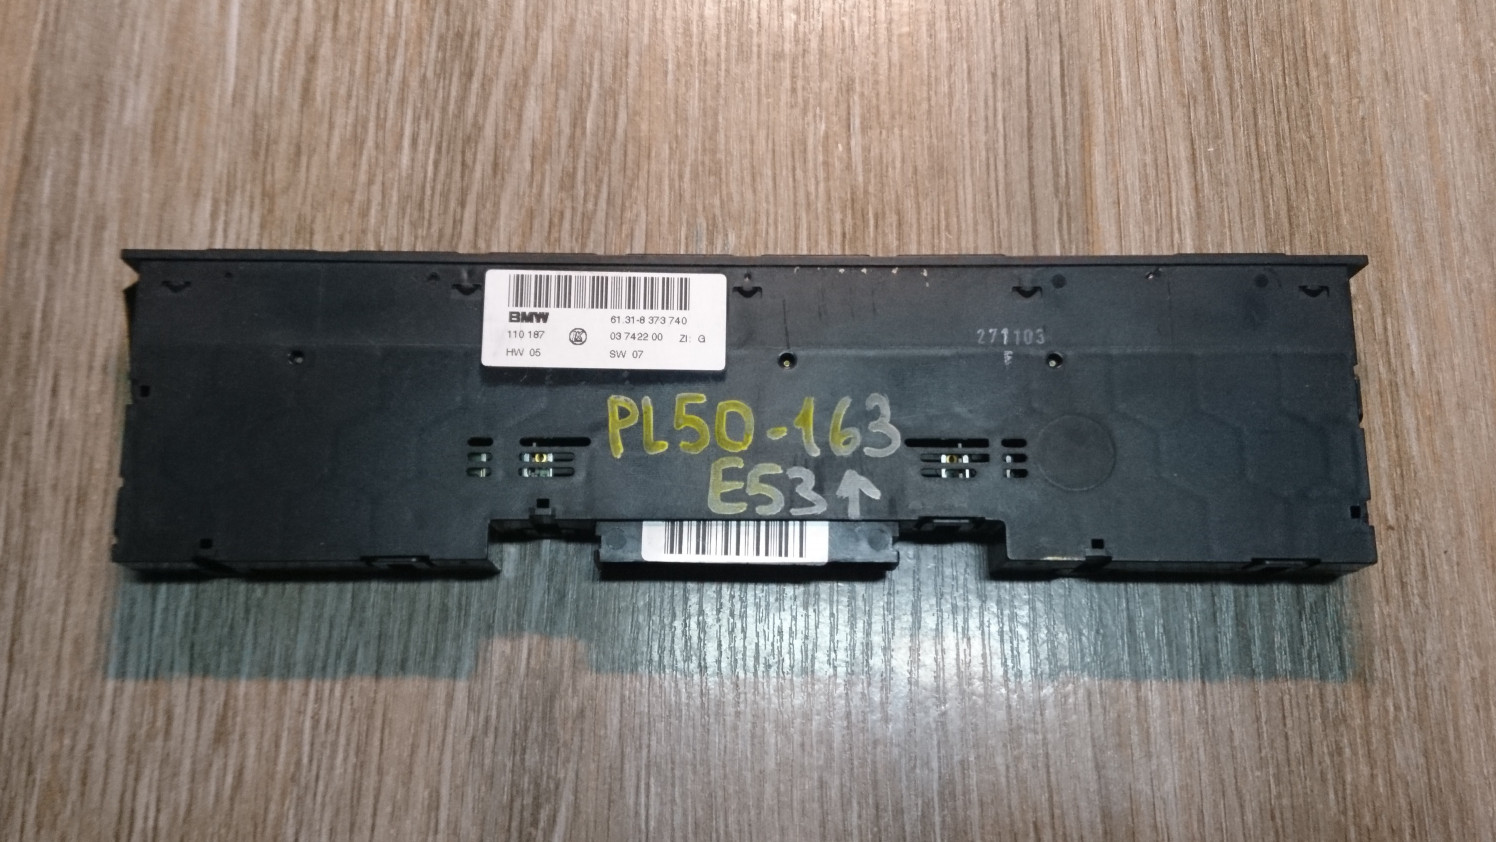 BMW 61.31-8 373 740
110 187 03 7422 00 ZI: G
HW 05 SW 07
271103
PL50-163
E53↑